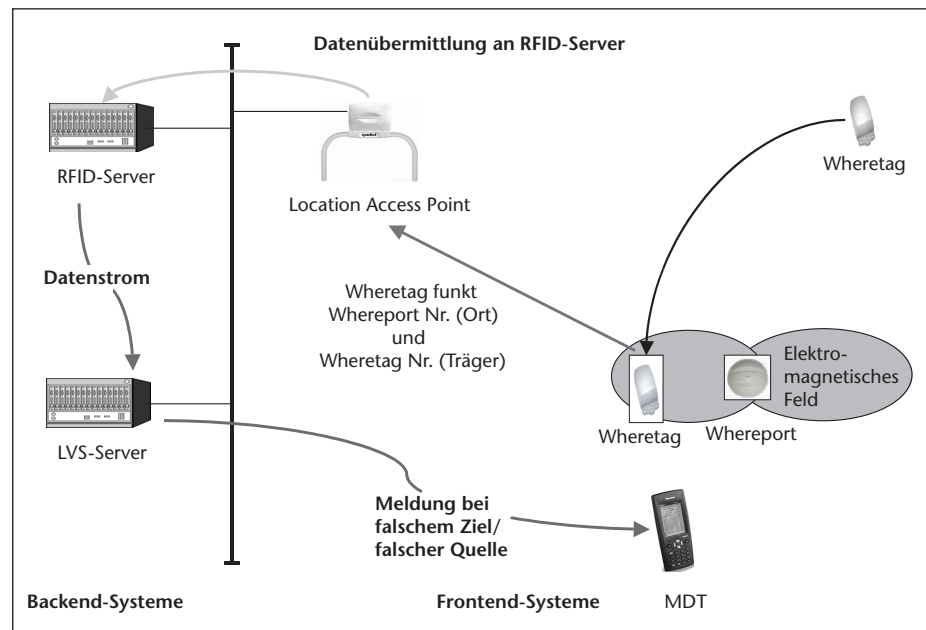 Datenübermittlung an RFID-Server
symbol
RFID-Server
Location Access Point
Wheretag
Datenstrom
Wheretag funkt
Whereport Nr. (Ort)
und
Wheretag Nr. (Träger)
Elektro-
magnetisches
Feld
Wheretag
Whereport
LVS-Server
Meldung bei
falschem Ziel/
falscher Quelle
Backend-Systeme
Frontend-Systeme
MDT